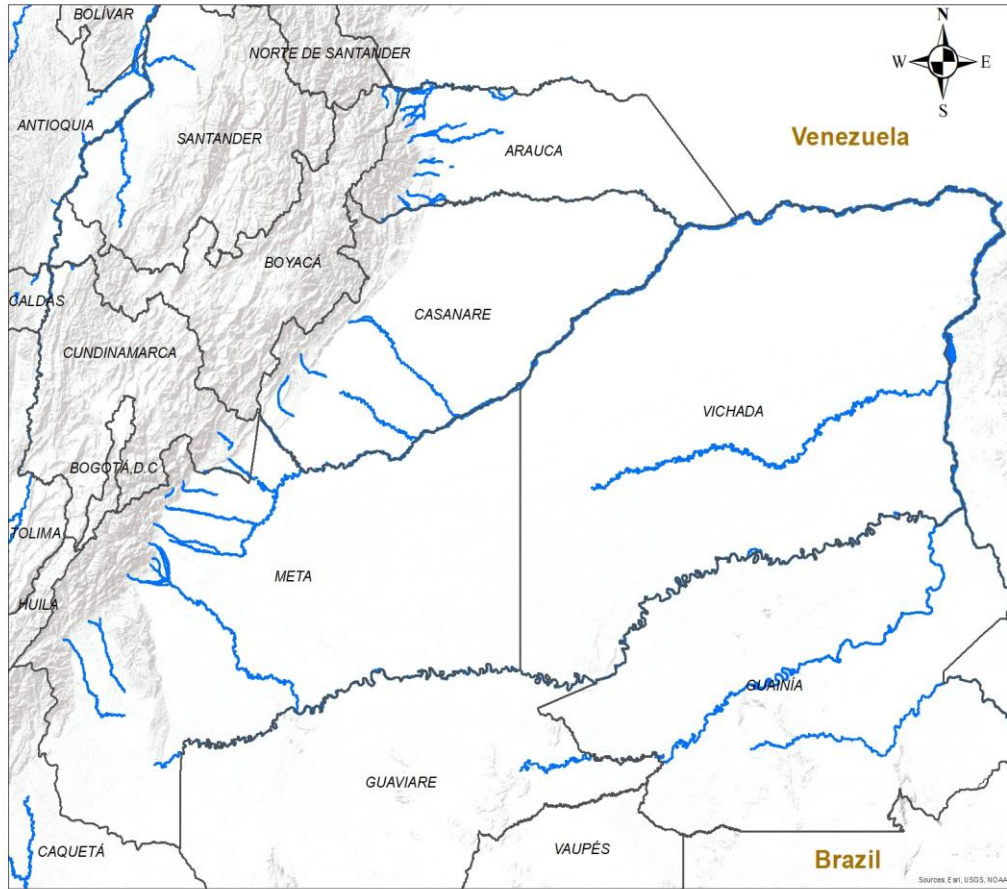 BOLÍVAR
N
NORTE DE SANTANDER
W
E
S
ANTIOQUIA
SANTANDER
ARAUCA
Venezuela
BOYACÁ
CALDAS
CASANARE
CUNDINAMARCA
VICHADA
BOGOTÁ,D.C
TOLIMA
META
HUILA
GUAINÍA
GUAVIARE
CAQUETÁ
VAUPÉS
Brazil
Sources: Esri, USGS, NOAA